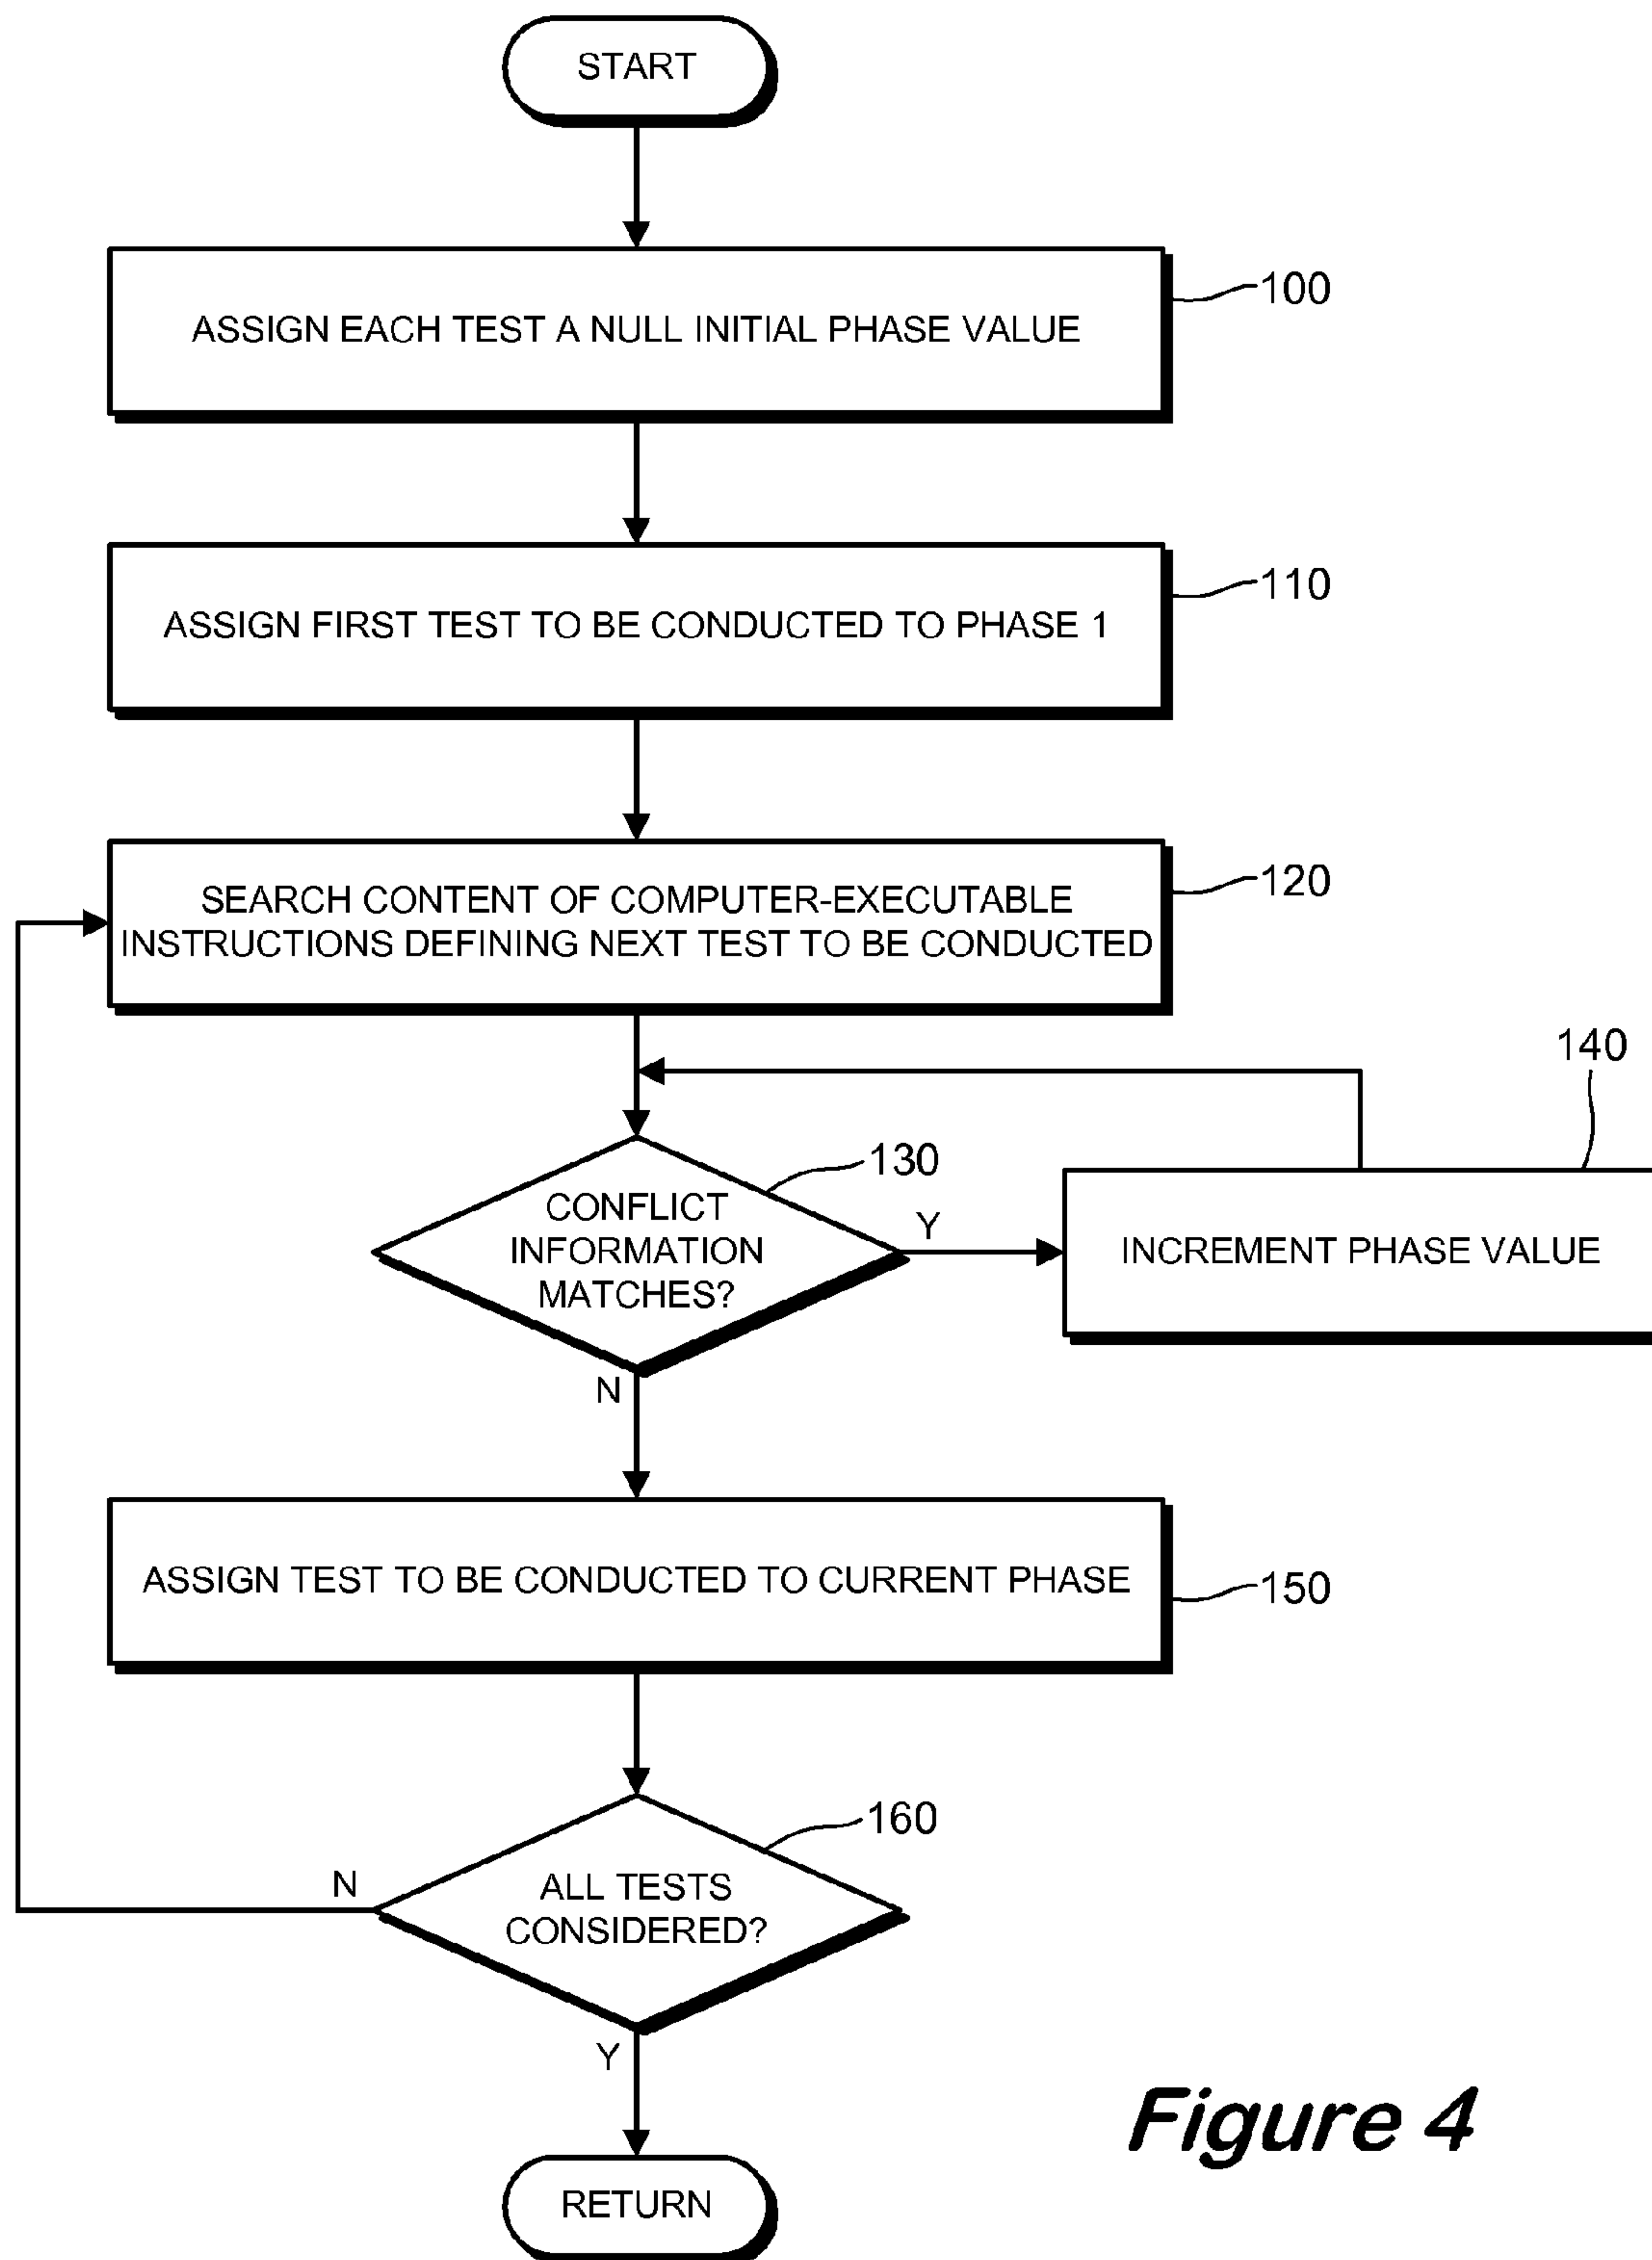 START
ASSIGN EACH TEST A NULL INITIAL PHASE VALUE
100
ASSIGN FIRST TEST TO BE CONDUCTED TO PHASE 1
110
SEARCH CONTENT OF COMPUTER-EXECUTABLE
INSTRUCTIONS DEFINING NEXT TEST TO BE CONDUCTED
120
CONFLICT
INFORMATION
MATCHES?
130
Y
N
INCREMENT PHASE VALUE
140
ASSIGN TEST TO BE CONDUCTED TO CURRENT PHASE
150
ALL TESTS
CONSIDERED?
160
N
Y
RETURN
Figure 4